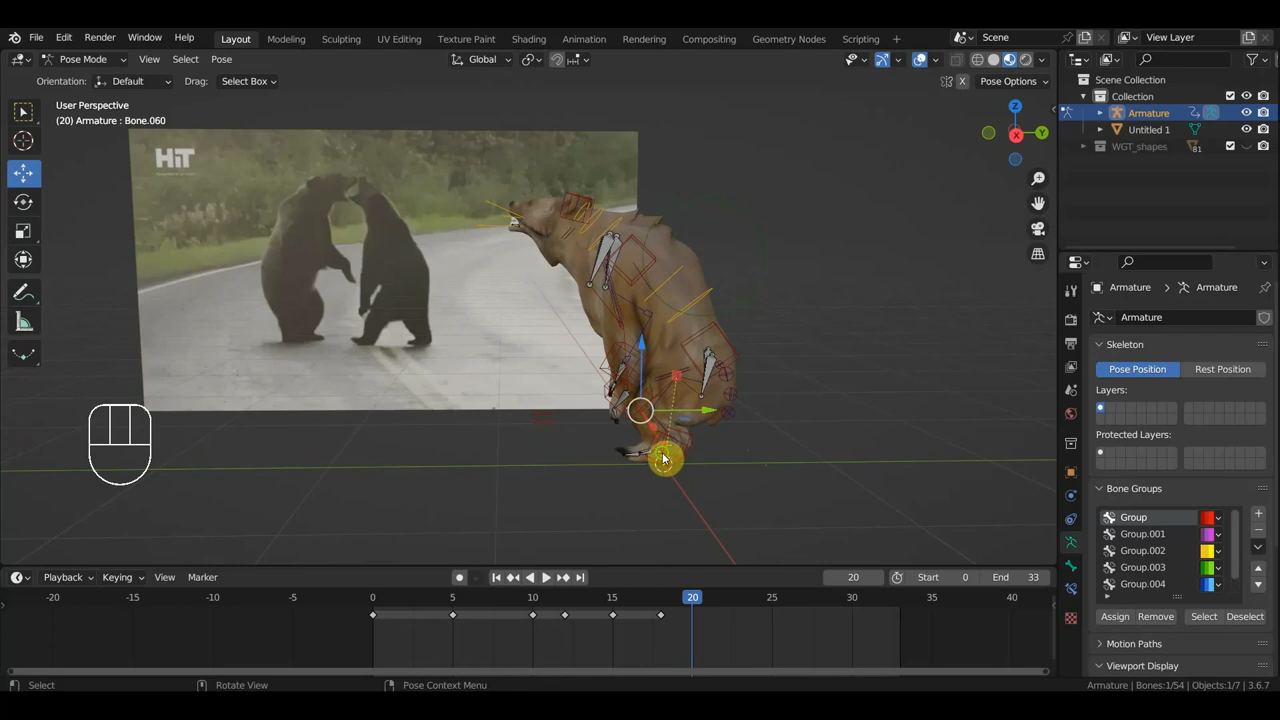 File Edit Render Window Help Layout Modeling Sculpting UV Editing Texture Paint Shading Animation Rendering Compositing Geometry Nodes Scripting + Scene View Layer
Pose Mode View Select Pose Global
Orientation: Default Drag: Select Box X Pose Options
Scene Collection
Collection
Armature
Untitled 1
WGT_shapes 81
User Perspective
(20) Armature : Bone.060
HiT
Z
Y
X
Armature > Armature
Armature
Skeleton
Pose Position Rest Position
Layers:
Protected Layers:
Bone Groups
Group
Group.001
Group.002
Group.003
Group.004
Assign Remove Select Deselect
Motion Paths
Viewport Display
Playback Keying View Marker 20 Start 0 End 33
-20 -15 -10 -5 0 5 10 15 20 25 30 35 40
Select Rotate View Pose Context Menu Armature | Bones:1/54 | Objects:1/7 | 3.6.7